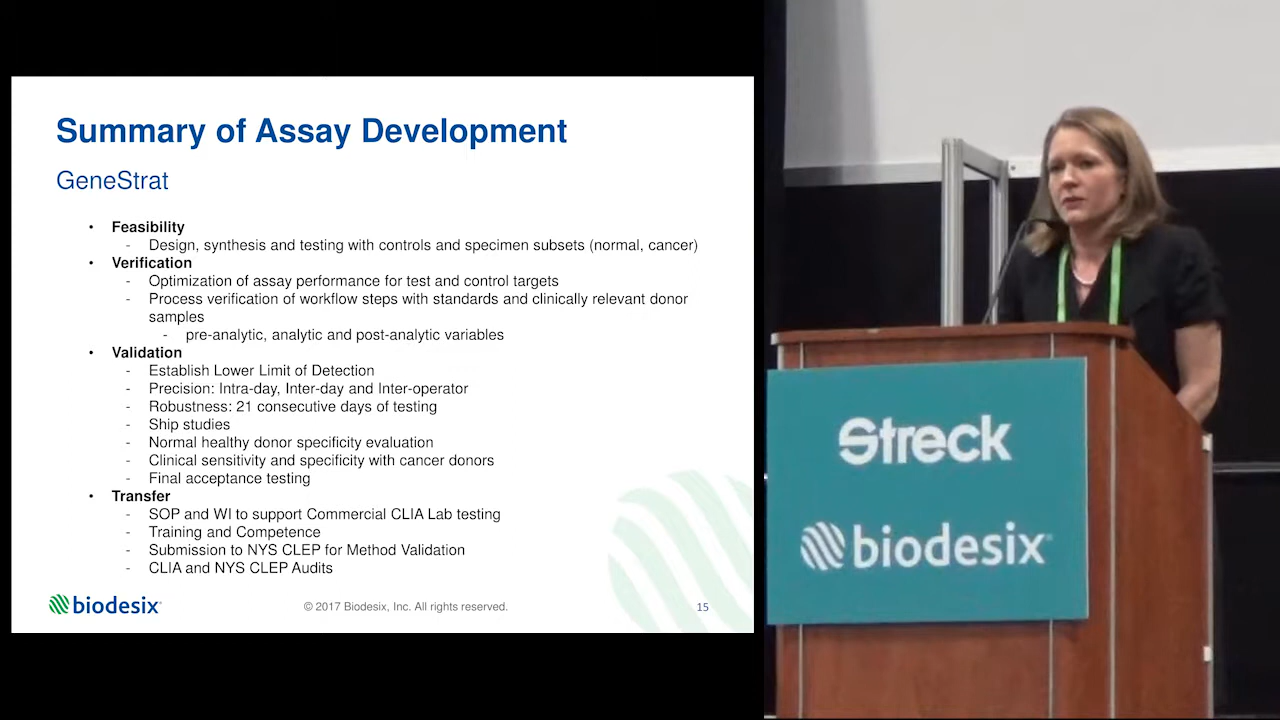 Summary of Assay Development
GeneStrat
• Feasibility
- Design, synthesis and testing with controls and specimen subsets (normal, cancer)
• Verification
- Optimization of assay performance for test and control targets
- Process verification of workflow steps with standards and clinically relevant donor
samples
- pre-analytic, analytic and post-analytic variables
• Validation
- Establish Lower Limit of Detection
- Precision: Intra-day, Inter-day and Inter-operator
- Robustness: 21 consecutive days of testing
- Ship studies
- Normal healthy donor specificity evaluation
- Clinical sensitivity and specificity with cancer donors
- Final acceptance testing
• Transfer
- SOP and WI to support Commercial CLIA Lab testing
- Training and Competence
- Submission to NYS CLEP for Method Validation
- CLIA and NYS CLEP Audits
biodesix
© 2017 Biodesix, Inc. All rights reserved.
15
Streck
biodesix